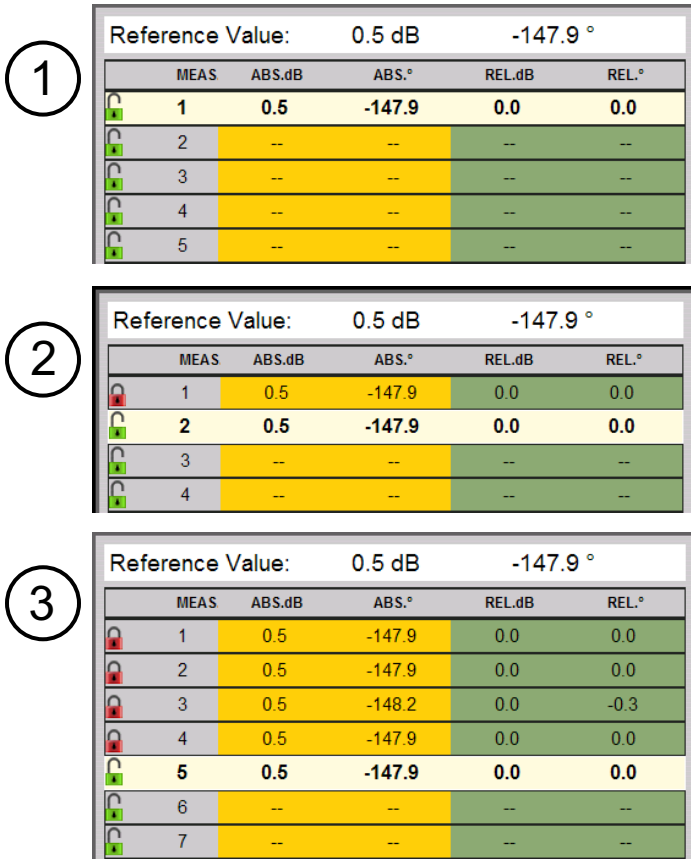 1
Reference Value: 0.5 dB -147.9 °
MEAS ABS.dB ABS.° REL.dB REL.°
1 0.5 -147.9 0.0 0.0
2 -- -- -- --
3 -- -- -- --
4 -- -- -- --
5 -- -- -- --
2
Reference Value: 0.5 dB -147.9 °
MEAS ABS.dB ABS.° REL.dB REL.°
1 0.5 -147.9 0.0 0.0
2 0.5 -147.9 0.0 0.0
3 -- -- -- --
4 -- -- -- --
3
Reference Value: 0.5 dB -147.9 °
MEAS ABS.dB ABS.° REL.dB REL.°
1 0.5 -147.9 0.0 0.0
2 0.5 -147.9 0.0 0.0
3 0.5 -148.2 0.0 -0.3
4 0.5 -147.9 0.0 0.0
5 0.5 -147.9 0.0 0.0
6 -- -- -- --
7 -- -- -- --